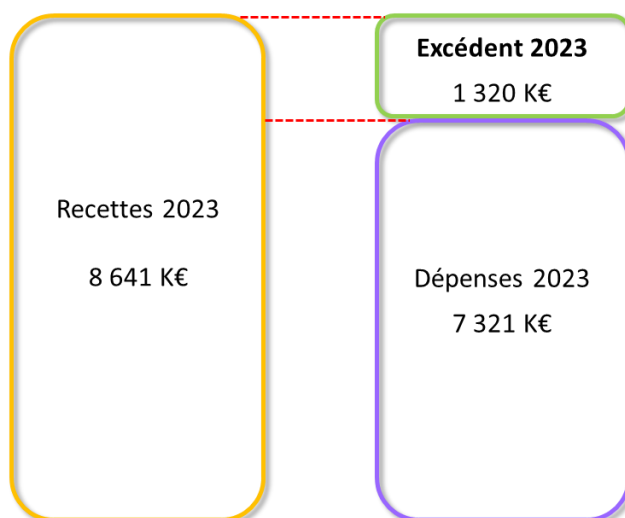 Recettes 2023
8 641 K€
Excédent 2023
1 320 K€
Dépenses 2023
7 321 K€